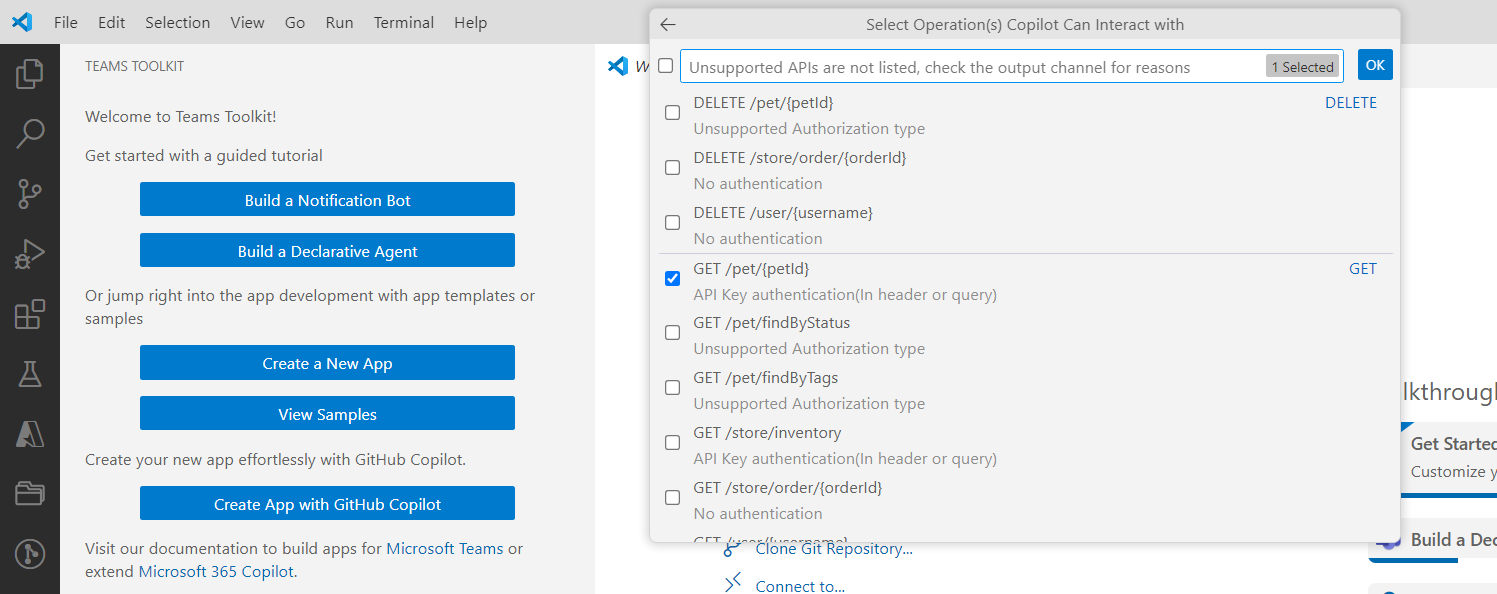 File Edit Selection View Go Run Terminal Help
TEAMS TOOLKIT
Welcome to Teams Toolkit!
Get started with a guided tutorial
Build a Notification Bot
Build a Declarative Agent
Or jump right into the app development with app templates or
samples
Create a New App
View Samples
Create your new app effortlessly with GitHub Copilot.
Create App with GitHub Copilot
Visit our documentation to build apps for Microsoft Teams or
extend Microsoft 365 Copilot.
Select Operation(s) Copilot Can Interact with
Unsupported APIs are not listed, check the output channel for reasons 1 Selected OK
DELETE /pet/{petId} DELETE
Unsupported Authorization type
DELETE /store/order/{orderId}
No authentication
DELETE /user/{username}
No authentication
GET /pet/{petId} GET
API Key authentication(In header or query)
GET /pet/findByStatus
Unsupported Authorization type
GET /pet/findByTags
Unsupported Authorization type
GET /store/inventory
API Key authentication(In header or query)
GET /store/order/{orderId}
No authentication
GET /user/{username}
Clone Git Repository...
Connect to...
lkthroug
Get Started
Customize y
Build a Dec